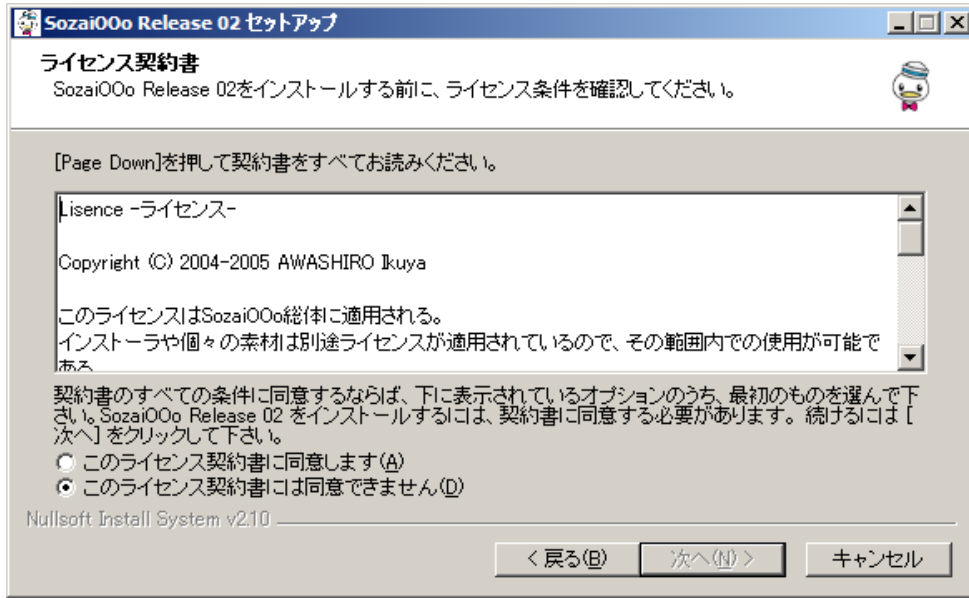 SozaiOOo Release 02 セットアップ
ライセンス契約書
SozaiOOo Release 02をインストールする前に、ライセンス条件を確認してください。
[Page Down]を押して契約書をすべてお読みください。
Lisence -ライセンス-
Copyright (C) 2004-2005 AWASHIRO Ikuya
このライセンスはSozaiOOo総体に適用される。
インストーラや個々の素材は別途ライセンスが適用されているので、その範囲内での使用が可能で
ある
契約書のすべての条件に同意するならば、下に表示されているオプションのうち、最初のものを選んで下
さい。SozaiOOo Release 02 をインストールするには、契約書に同意する必要があります。続けるには [
次へ] をクリックして下さい。
このライセンス契約書に同意します(A)
このライセンス契約書には同意できません(D)
Nullsoft Install System v2.10
< 戻る(B)
次へ(N) >
キャンセル